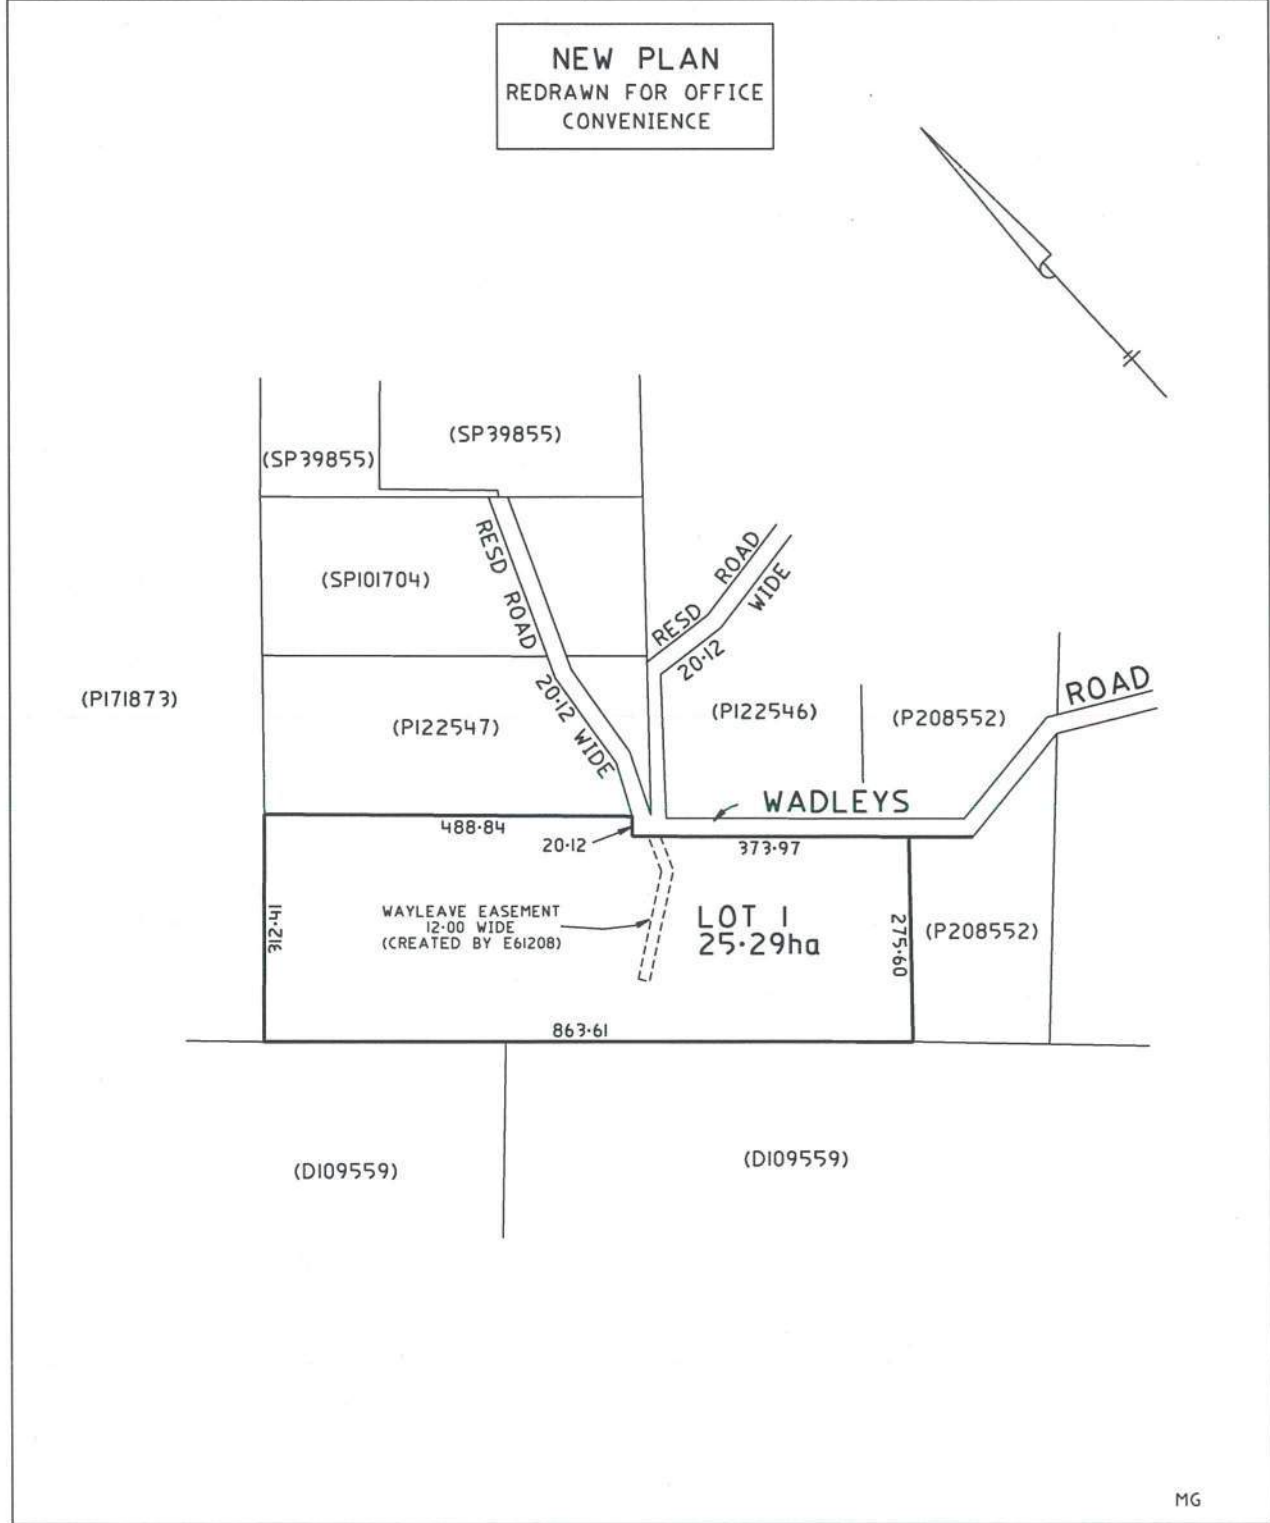 NEW PLAN
REDRAWN FOR OFFICE
CONVENIENCE
(SP39855)
(SP39855)
(SP101704)
RESD ROAD
20·12 WIDE
RESD ROAD
20·12 WIDE
(P171873)
(P122547)
(P122546)
(P208552)
WADLEYS ROAD
488·84
20·12
373·97
312·41
WAYLEAVE EASEMENT
12·00 WIDE
(CREATED BY E61208)
LOT 1
25·29ha
275·60
(P208552)
863·61
(D109559)
(D109559)
MG